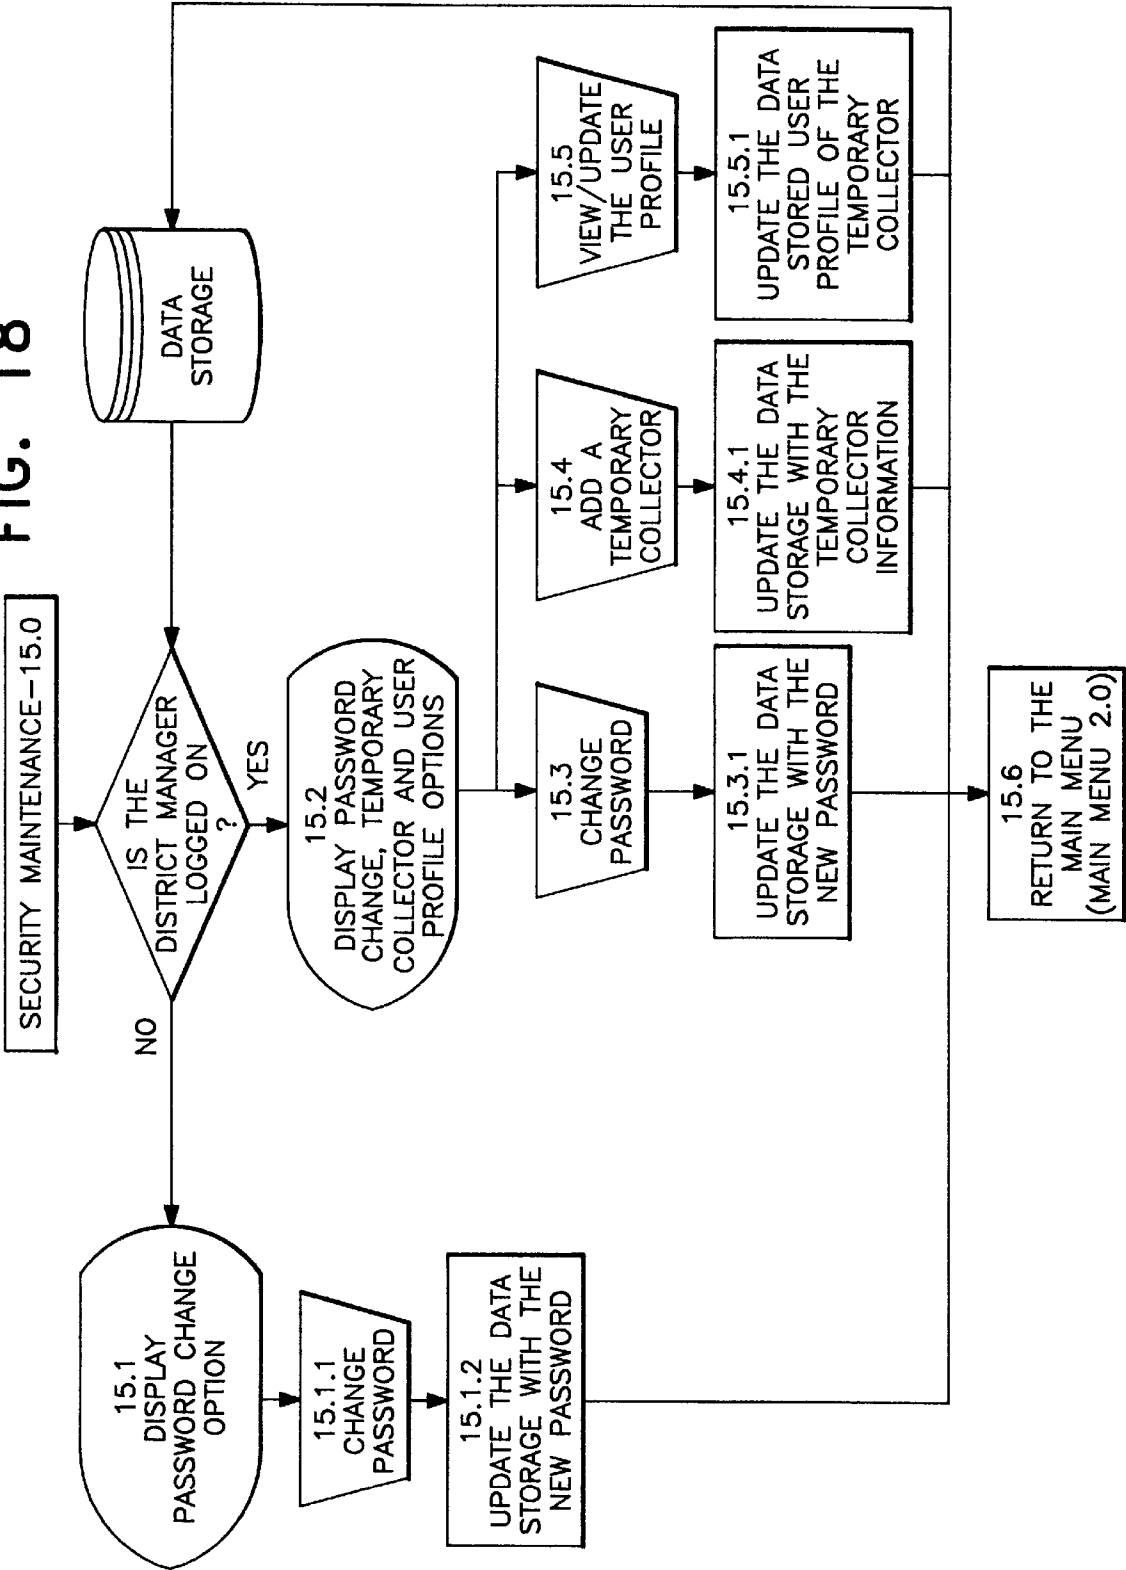 FIG. 18
SECURITY MAINTENANCE-15.0
IS THE
DISTRICT MANAGER
LOGGED ON
?
NO
YES
DATA
STORAGE
15.1
DISPLAY
PASSWORD CHANGE
OPTION
15.1.1
CHANGE
PASSWORD
15.1.2
UPDATE THE DATA
STORAGE WITH THE
NEW PASSWORD
15.2
DISPLAY PASSWORD
CHANGE, TEMPORARY
COLLECTOR AND USER
PROFILE OPTIONS
15.3
CHANGE
PASSWORD
15.4
ADD A
TEMPORARY
COLLECTOR
15.5
VIEW/UPDATE
THE USER
PROFILE
15.3.1
UPDATE THE DATA
STORAGE WITH THE
NEW PASSWORD
15.4.1
UPDATE THE DATA
STORAGE WITH THE
TEMPORARY
COLLECTOR
INFORMATION
15.5.1
UPDATE THE DATA
STORED USER
PROFILE OF THE
TEMPORARY
COLLECTOR
15.6
RETURN TO THE
MAIN MENU
(MAIN MENU 2.0)